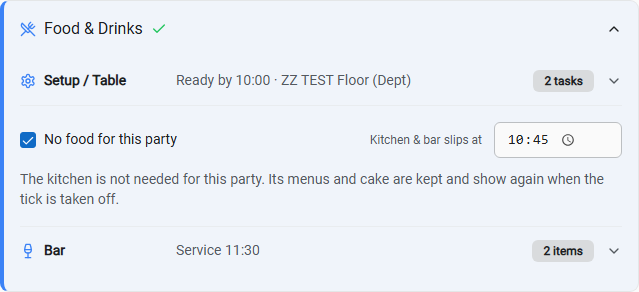 Food & Drinks
Setup / Table Ready by 10:00 · ZZ TEST Floor (Dept) 2 tasks
No food for this party Kitchen & bar slips at 10:45
The kitchen is not needed for this party. Its menus and cake are kept and show again when the
tick is taken off.
Bar Service 11:30 2 items